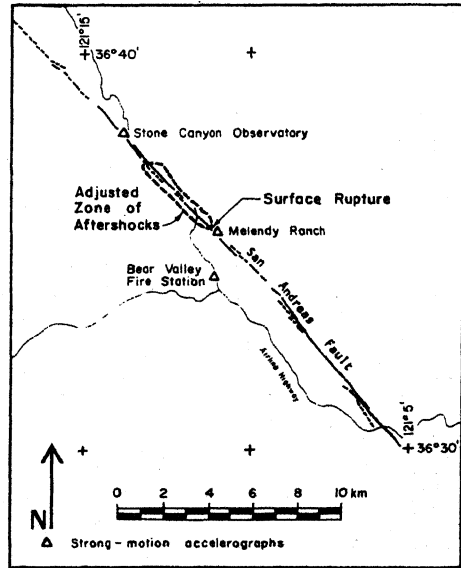 121°15'
36°40'
Stone Canyon Observatory
Adjusted
Zone of
Aftershocks
Surface Rupture
Melendy Ranch
Bear Valley
Fire Station
San
Andreas
Fault
Airline Highway
121°5'
36°30'
0 2 4 6 8 10 km
N
Strong-motion accelerographs